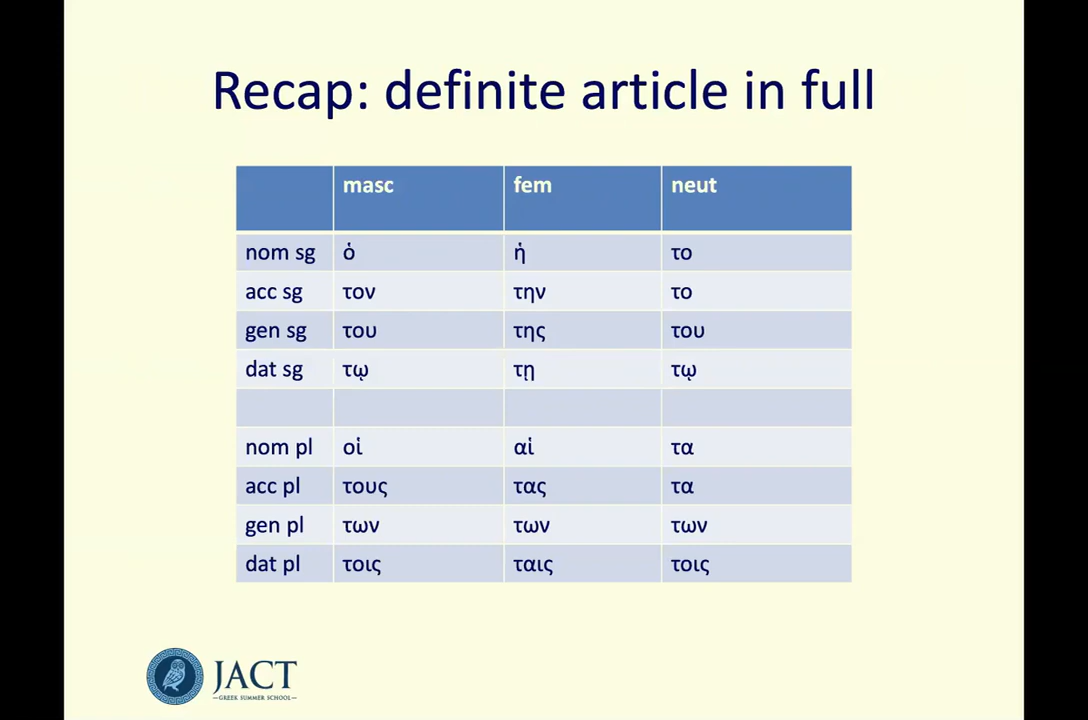 Recap: definite article in full
masc fem neut
nom sg ὁ ἡ το
acc sg τον την το
gen sg του της του
dat sg τῳ τῃ τῳ
nom pl οἱ αἱ τα
acc pl τους τας τα
gen pl των των των
dat pl τοις ταις τοις
JACT
—GREEK SUMMER SCHOOL—